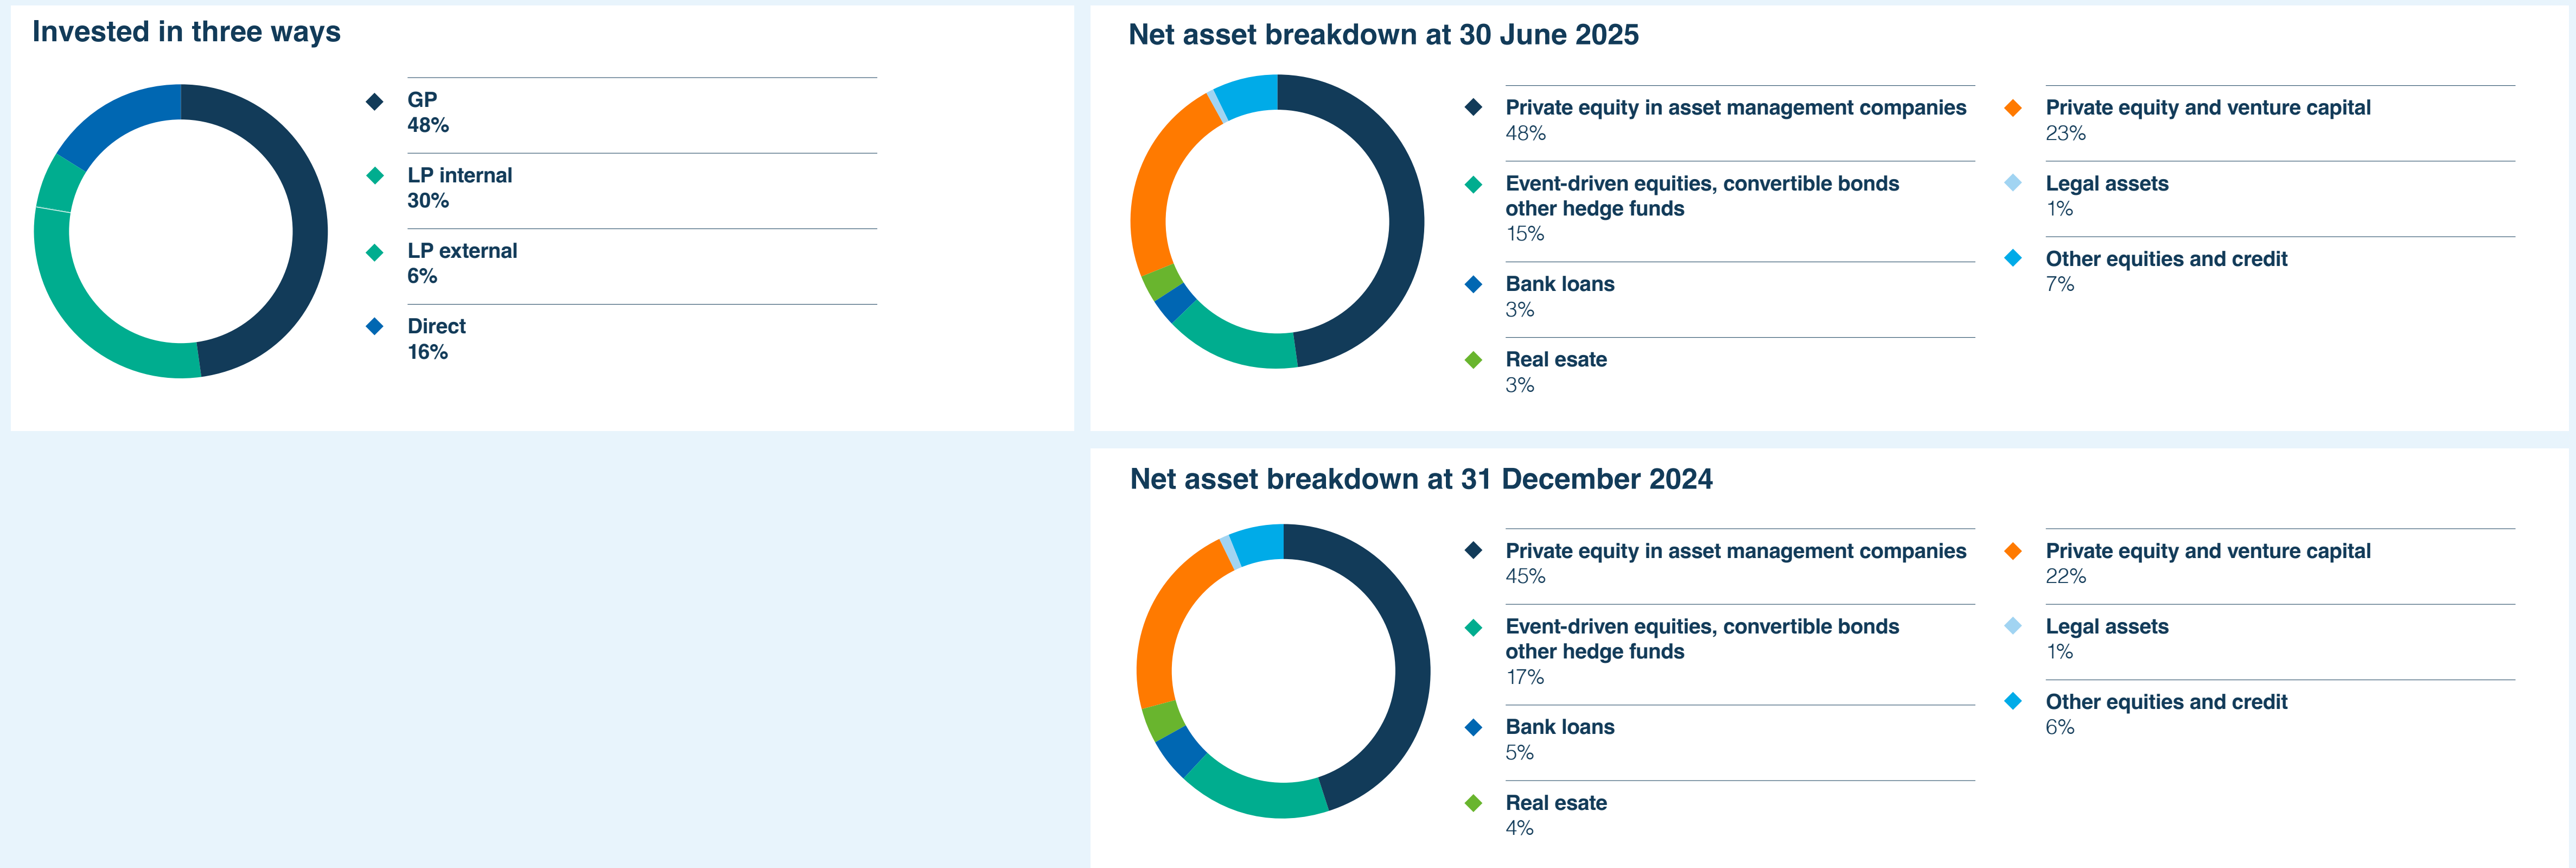 Invested in three ways
GP
48%
LP internal
30%
LP external
6%
Direct
16%
Net asset breakdown at 30 June 2025
Private equity in asset management companies
48%
Event-driven equities, convertible bonds
other hedge funds
15%
Bank loans
3%
Real esate
3%
Private equity and venture capital
23%
Legal assets
1%
Other equities and credit
7%
Net asset breakdown at 31 December 2024
Private equity in asset management companies
45%
Event-driven equities, convertible bonds
other hedge funds
17%
Bank loans
5%
Real esate
4%
Private equity and venture capital
22%
Legal assets
1%
Other equities and credit
6%